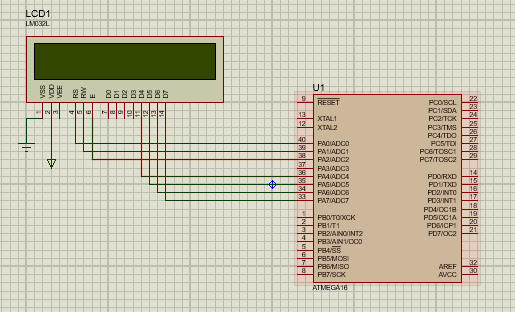 LCD1
LM032L
VSS VDD VEE RS RW E D0 D1 D2 D3 D4 D5 D6 D7
1 2 3 4 5 6 7 8 9 10 11 12 13 14
U1
9 RESET PC0/SCL 22
PC1/SDA 23
13 XTAL1 PC2/TCK 24
12 XTAL2 PC3/TMS 25
PC4/TDO 26
40 PA0/ADC0 PC5/TDI 27
39 PA1/ADC1 PC6/TOSC1 28
38 PA2/ADC2 PC7/TOSC2 29
37 PA3/ADC3
36 PA4/ADC4 PD0/RXD 14
35 PA5/ADC5 PD1/TXD 15
34 PA6/ADC6 PD2/INT0 16
33 PA7/ADC7 PD3/INT1 17
PD4/OC1B 18
1 PB0/T0/XCK PD5/OC1A 19
2 PB1/T1 PD6/ICP1 20
3 PB2/AIN0/INT2 PD7/OC2 21
4 PB3/AIN1/OC0
5 PB4/SS
6 PB5/MOSI
7 PB6/MISO AREF 32
8 PB7/SCK AVCC 30
ATMEGA16